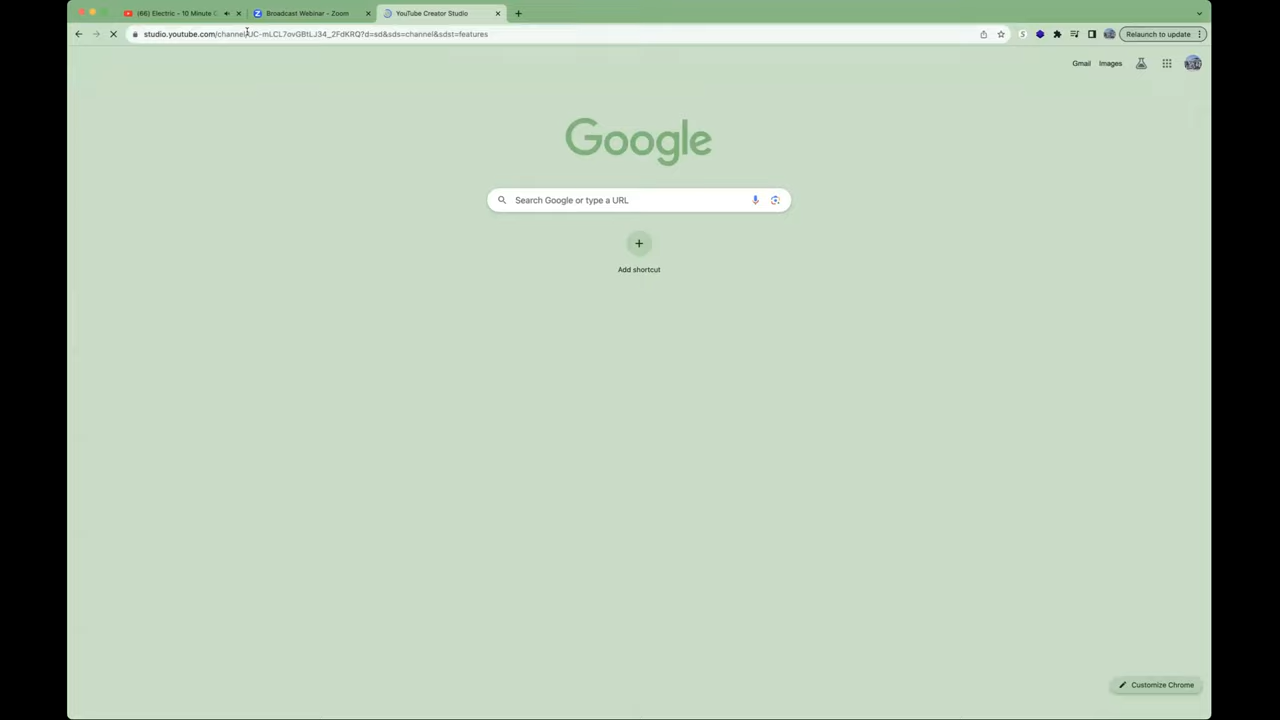 (66) Electric - 10 Minute C
Broadcast Webinar - Zoom
YouTube Creator Studio
studio.youtube.com/channel/UC-mLCL7ovGBtLJ34_2FdKRQ?d=sd&sds=channel&sdst=features
Relaunch to update
Gmail
Images
Google
Search Google or type a URL
Add shortcut
Customize Chrome